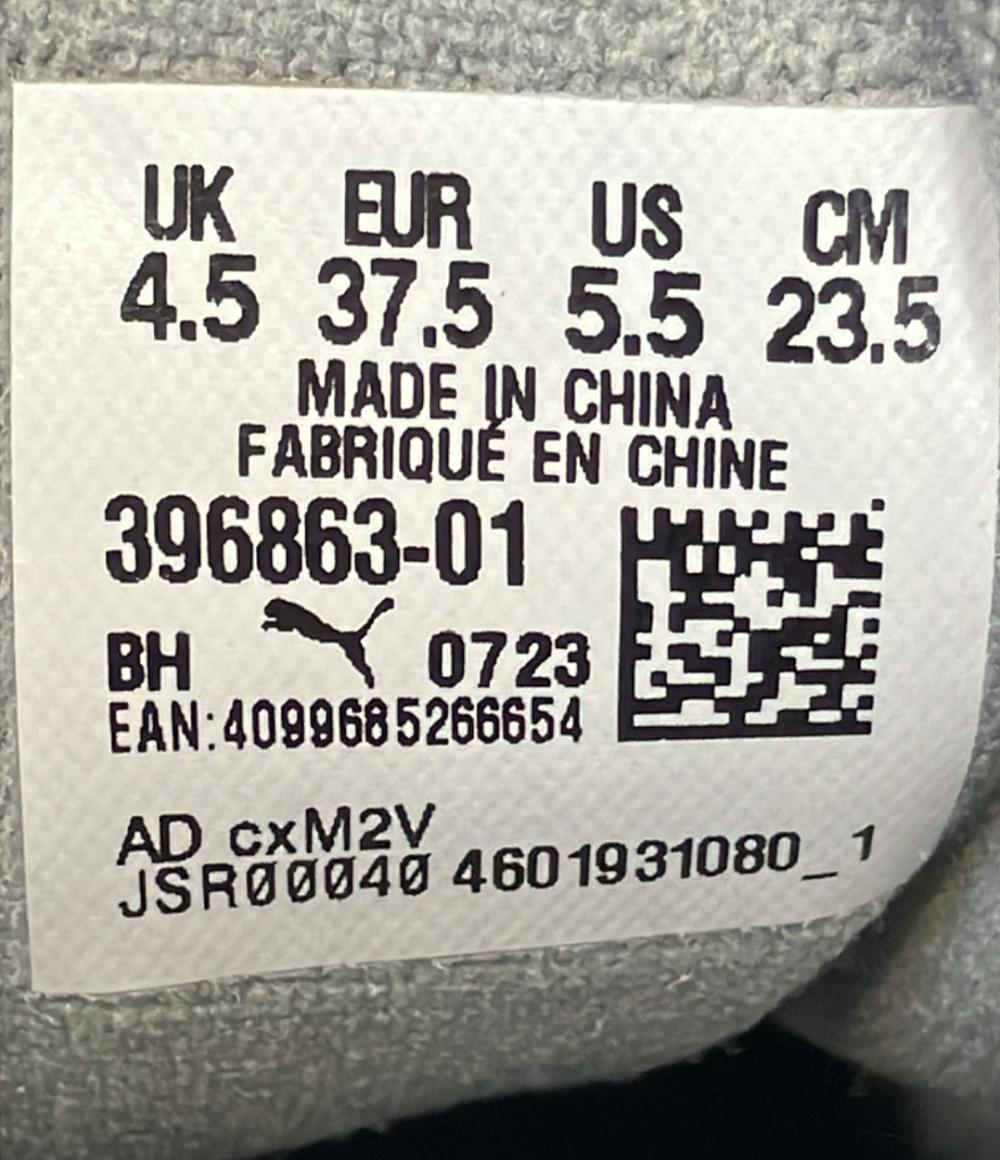 UK EUR US CM
4.5 37.5 5.5 23.5
MADE IN CHINA
FABRIQUÉ EN CHINE
396863-01
BH 0723
EAN:4099685266654
AD cxM2V
JSR00040 4601931080_1